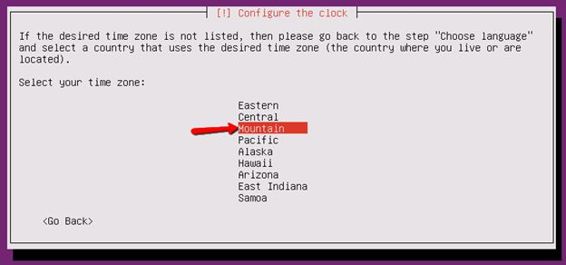 [!] Configure the clock
If the desired time zone is not listed, then please go back to the step "Choose language"
and select a country that uses the desired time zone (the country where you live or are
located).
Select your time zone:
Eastern
Central
Mountain
Pacific
Alaska
Hawaii
Arizona
East Indiana
Samoa
<Go Back>